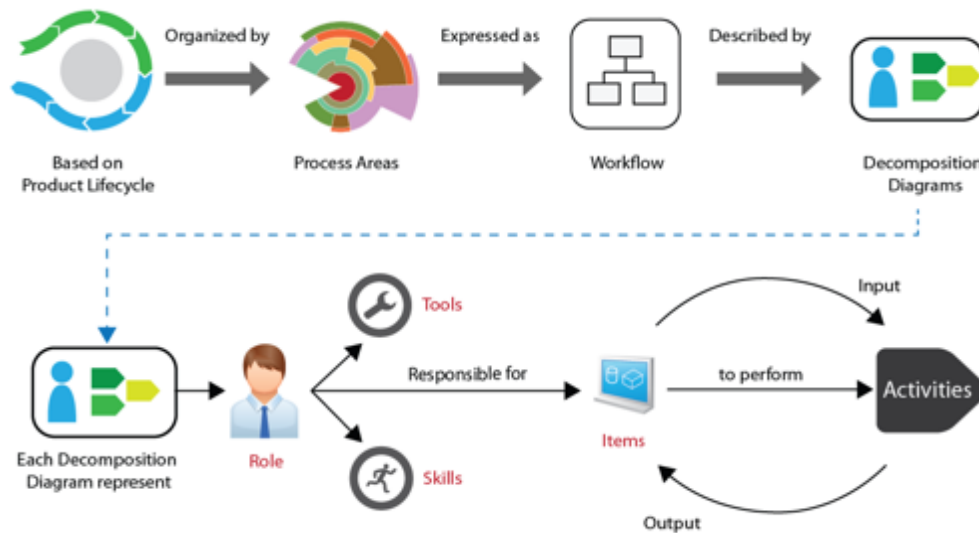 Organized by
Expressed as
Described by
Based on
Product Lifecycle
Process Areas
Workflow
Decomposition
Diagrams
Tools
Input
Responsible for
to perform
Activities
Each Decomposition
Diagram represent
Role
Skills
Items
Output